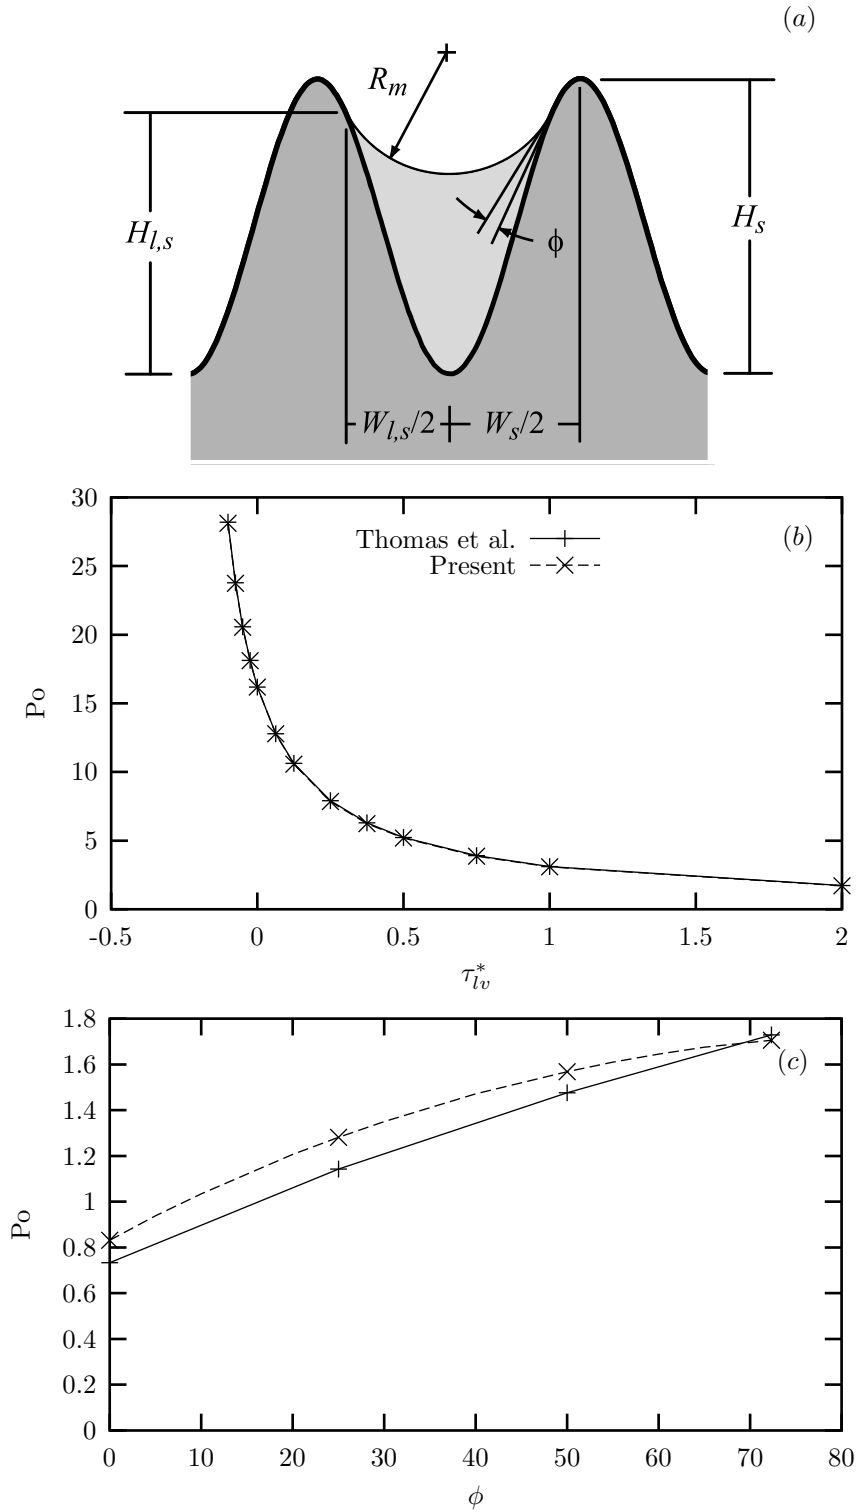 (a)
R_m
H_{l,s}
H_s
ϕ
W_{l,s}/2
W_s/2
30
(b)
Thomas et al.
Present
25
20
15
10
5
0
Po
-0.5 0 0.5 1 1.5 2
τ*_{lv}
1.8
(c)
1.6
1.4
1.2
1
0.8
0.6
0.4
0.2
0
Po
0 10 20 30 40 50 60 70 80
ϕ